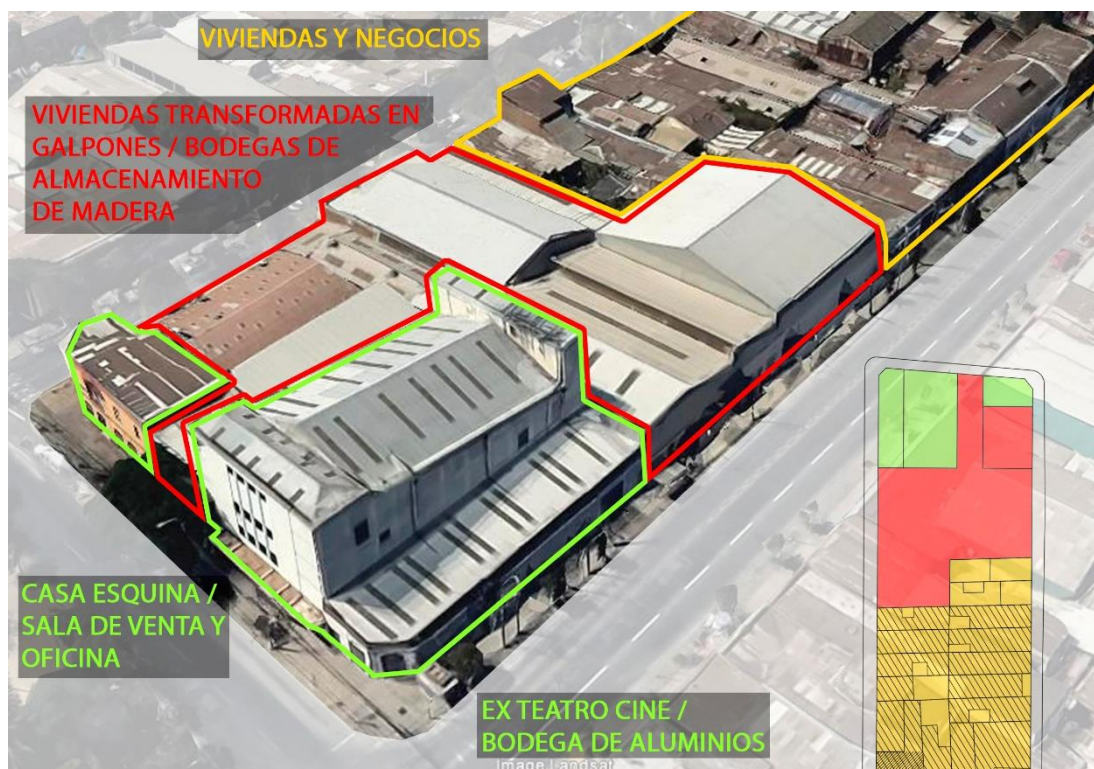 VIVIENDAS Y NEGOCIOS
VIVIENDAS TRANSFORMADAS EN
GALPONES / BODEGAS DE
ALMACENAMIENTO
DE MADERA
CASA ESQUINA /
SALA DE VENTA Y
OFICINA
EX TEATRO CINE /
BODEGA DE ALUMINIOS
Image Landsat